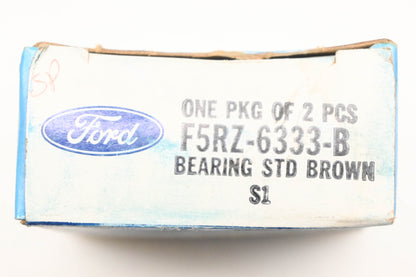 ONE PKG OF 2 PCS
Ford
F5RZ-6333-B
BEARING STD BROWN
S1